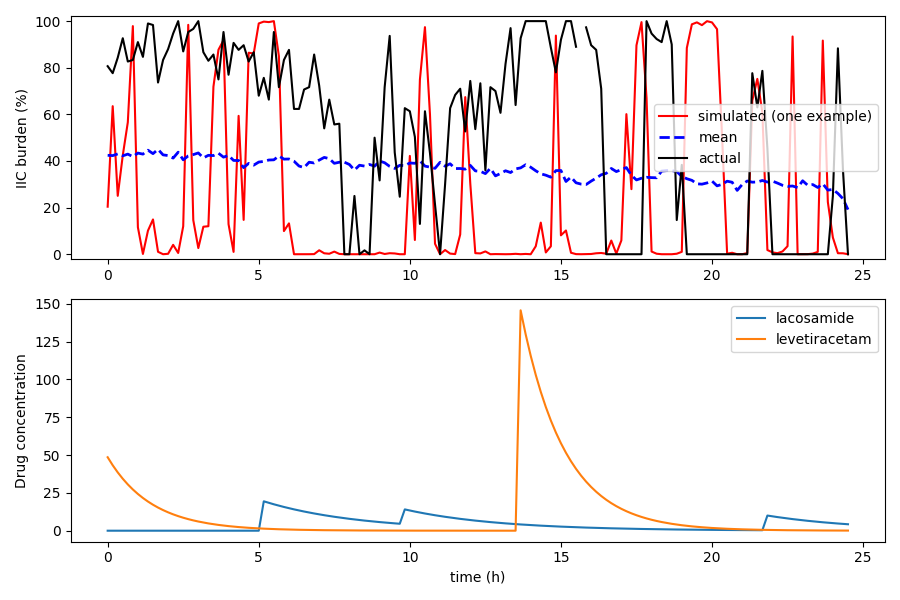 IIC burden (%)
100
80
60
40
20
0
simulated (one example)
mean
actual
0 5 10 15 20 25
Drug concentration
150
125
100
75
50
25
0
lacosamide
levetiracetam
0 5 10 15 20 25
time (h)